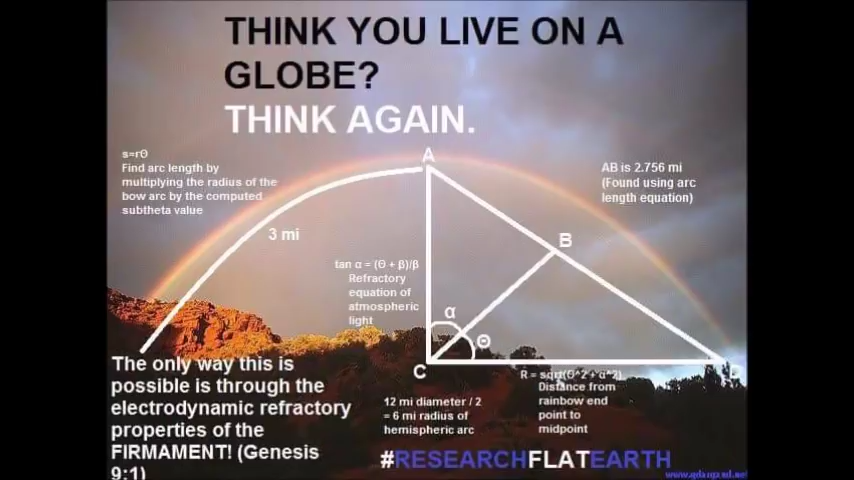 THINK YOU LIVE ON A
GLOBE?
THINK AGAIN.
s=rΘ
Find arc length by
multiplying the radius of the
bow arc by the computed
subtheta value
A
AB is 2.756 mi
(Found using arc
length equation)
3 mi
B
tan α = (Θ + β)/β
Refractory
equation of
atmospheric
light
α
Θ
C
D
The only way this is
possible is through the
electrodynamic refractory
properties of the
FIRMAMENT! (Genesis
9:1)
12 mi diameter / 2
= 6 mi radius of
hemispheric arc
R = sqrt(Θ^2 + α^2)
Distance from
rainbow end
point to
midpoint
#RESEARCHFLATEARTH